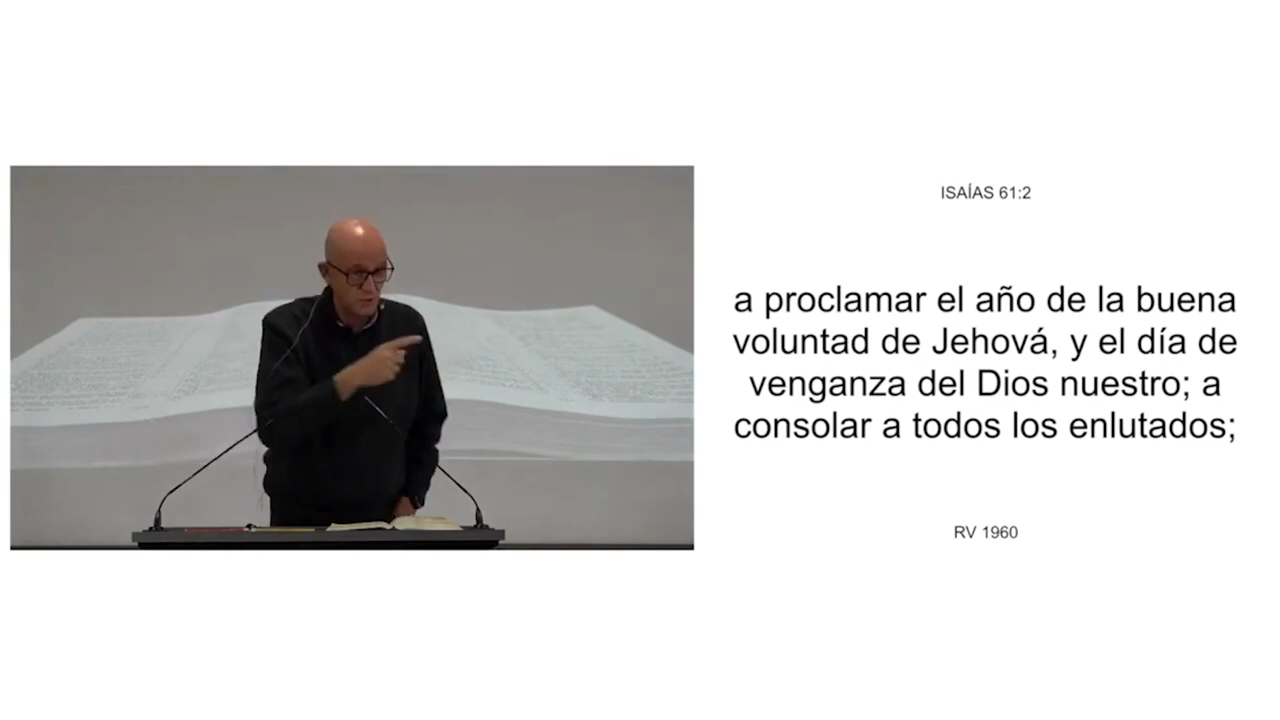 ISAÍAS 61:2
a proclamar el año de la buena
voluntad de Jehová, y el día de
venganza del Dios nuestro; a
consolar a todos los enlutados;
RV 1960